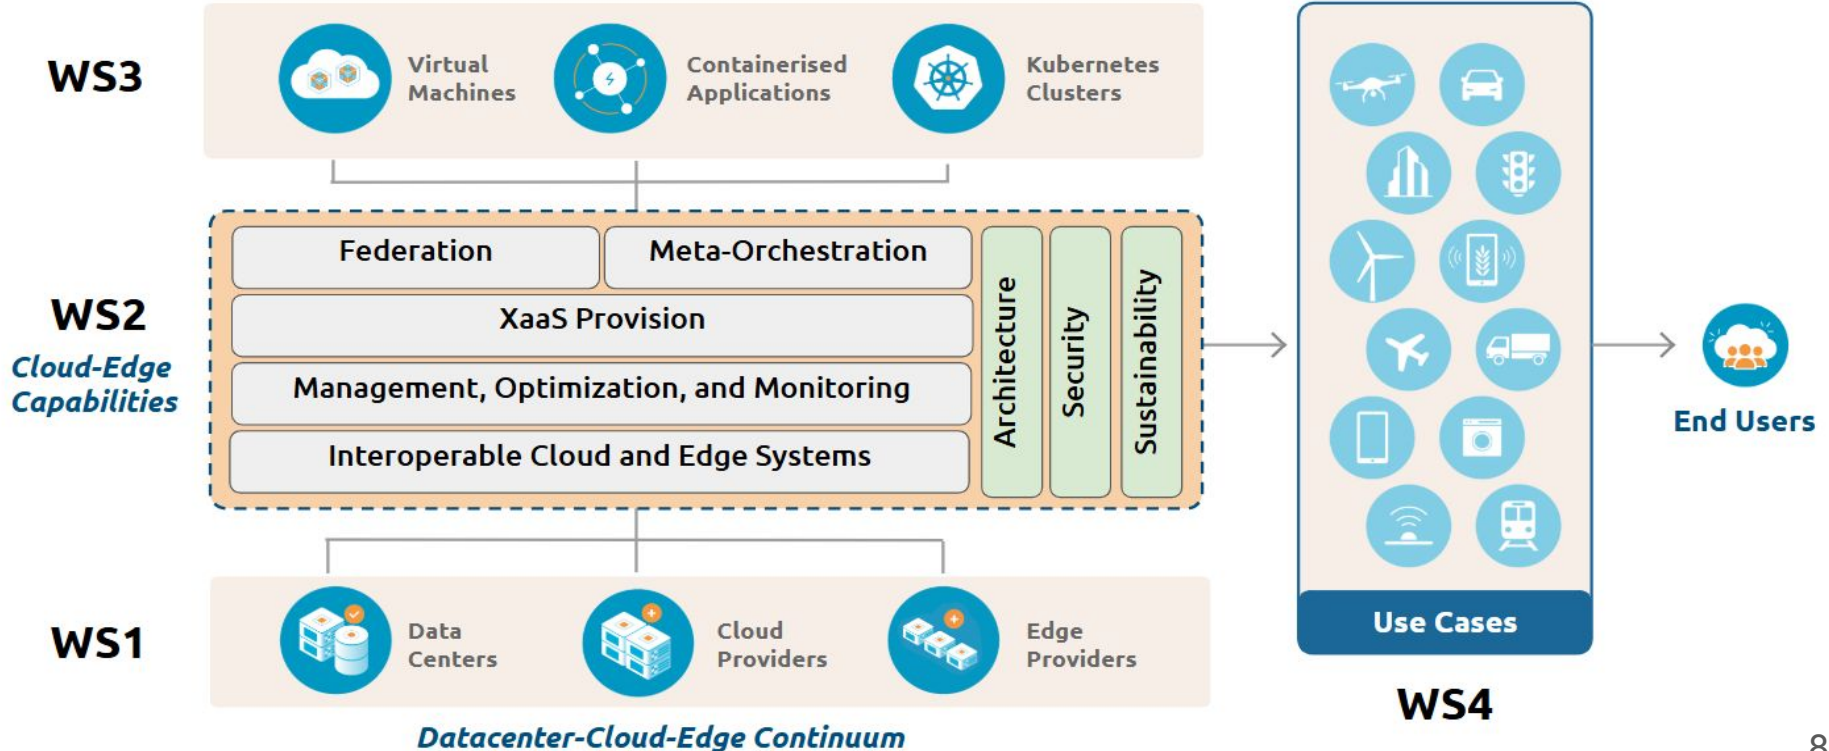 WS3
Virtual
Machines
Containerised
Applications
Kubernetes
Clusters
WS2
Cloud-Edge
Capabilities
Federation
Meta-Orchestration
XaaS Provision
Management, Optimization, and Monitoring
Interoperable Cloud and Edge Systems
Architecture
Security
Sustainability
WS1
Data
Centers
Cloud
Providers
Edge
Providers
Datacenter-Cloud-Edge Continuum
Use Cases
WS4
End Users
8